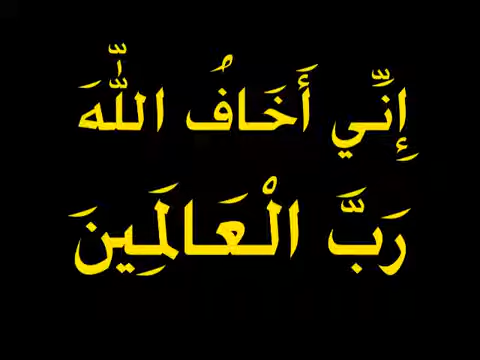 إِنِّي أَخَافُ اللَّهَ
رَبَّ الْعَالَمِينَ